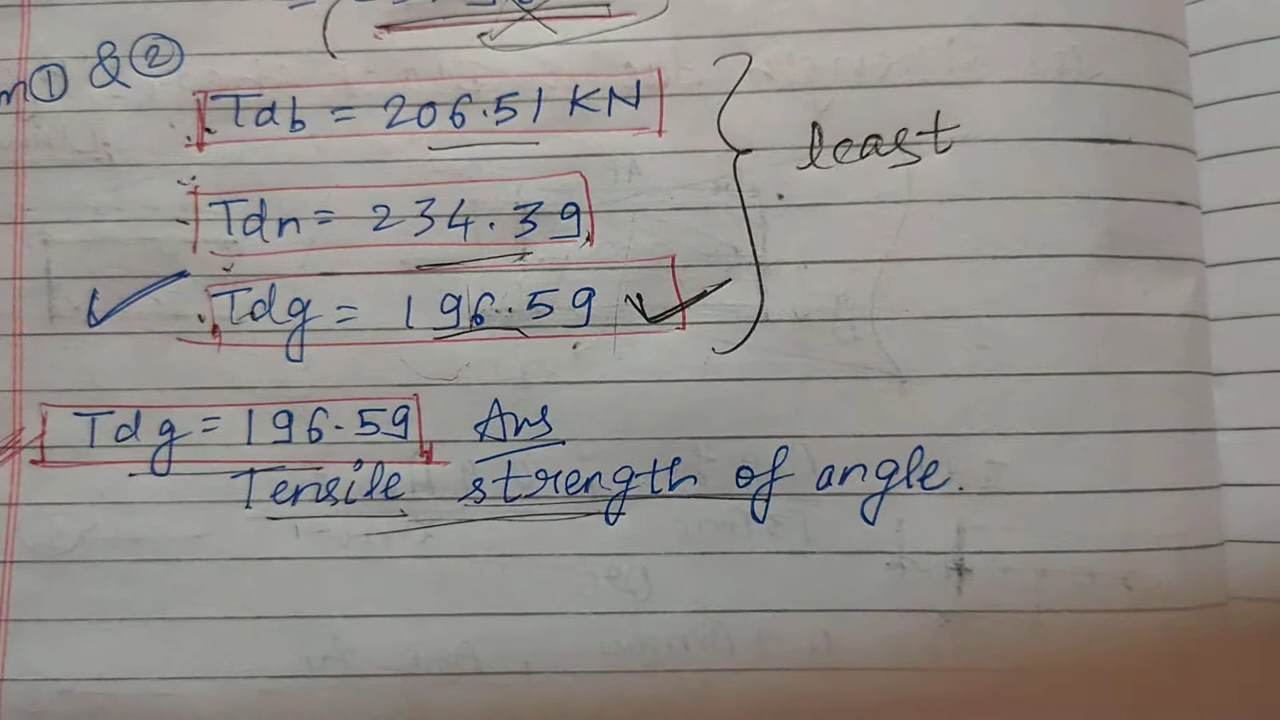 & ②
Tdb = 206.51 KN
least
Tdn = 234.39
Tdg = 196.59
Tdg = 196.59 Ans
Tensile strength of angle.